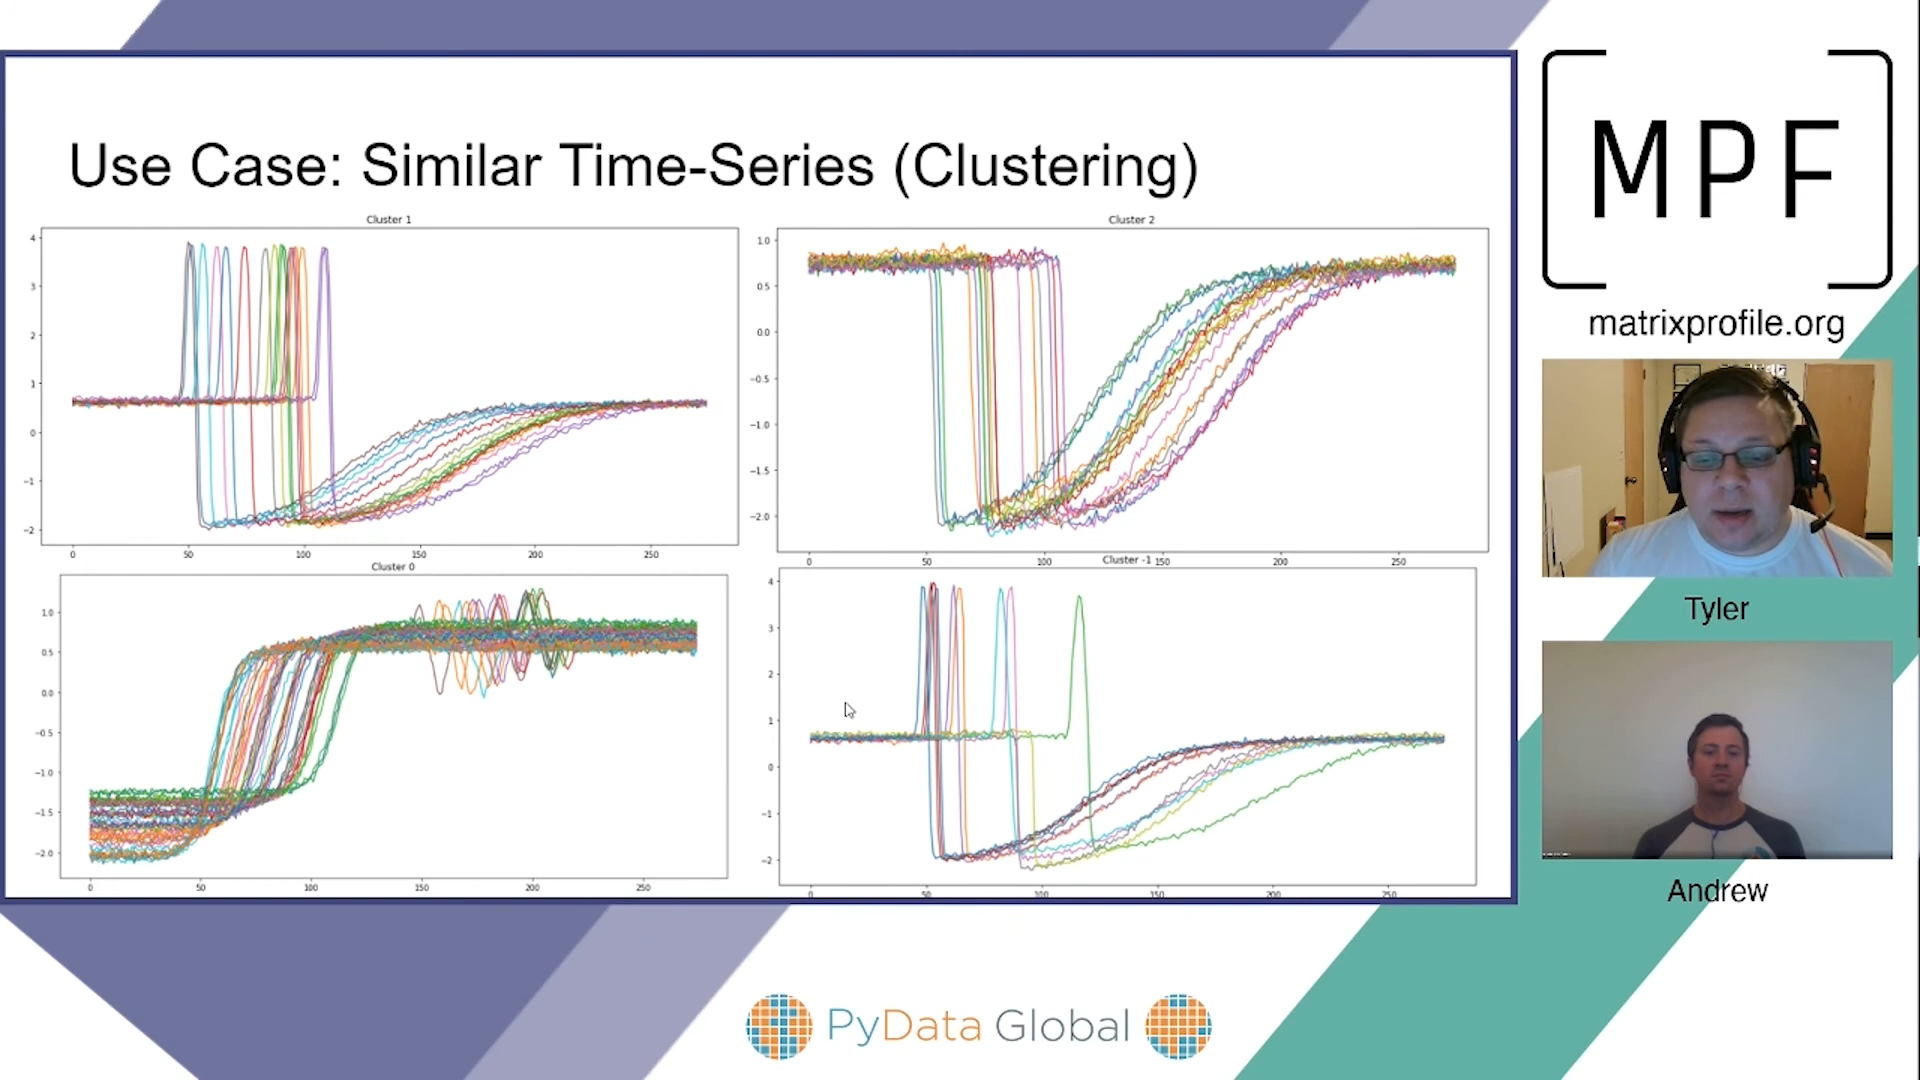 Use Case: Similar Time-Series (Clustering)
Cluster 1
4
3
2
1
0
−1
−2
0 50 100 150 200 250
Cluster 2
1.0
0.5
0.0
−0.5
−1.0
−1.5
−2.0
0 50 100 150 200 250
Cluster 0
1.0
0.5
0.0
−0.5
−1.0
−1.5
−2.0
0 50 100 150 200 250
Cluster -1
4
3
2
1
0
−1
−2
0 50 100 150 200 250
MPF
matrixprofile.org
Tyler
Andrew
PyData Global